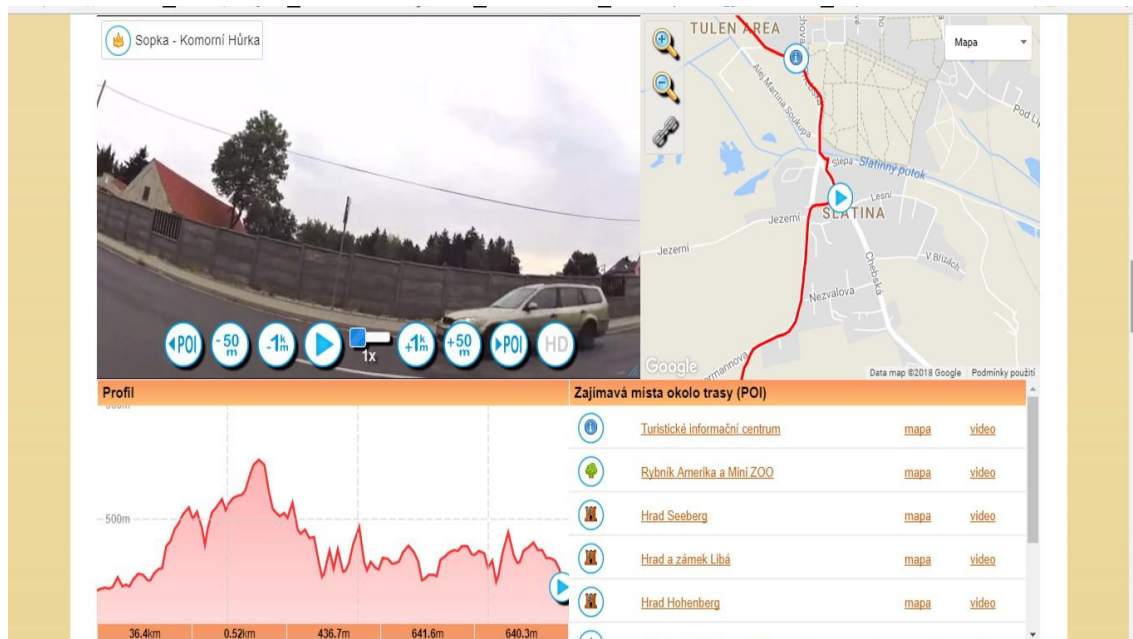 Sopka - Komorní Hůrka
POI
-50 m
-1 km
1x
+1 km
+50 m
POI
HD
TULEN AREA
Mapa
Alej Martina Soukupa
Pod Li
Slepá
Slatinný potok
Lesní
Jezerní
SLATINA
Jezerní
V Břízách
Chebská
Nezvalova
ermannova
Google
Data map ©2018 Google
Podmínky použití
Profil
500m
36.4km 0.52km 436.7m 641.6m 640.3m
Zajímavá místa okolo trasy (POI)
Turistické informační centrum mapa video
Rybník Amerika a Mini ZOO mapa video
Hrad Seeberg mapa video
Hrad a zámek Libá mapa video
Hrad Hohenberg mapa video